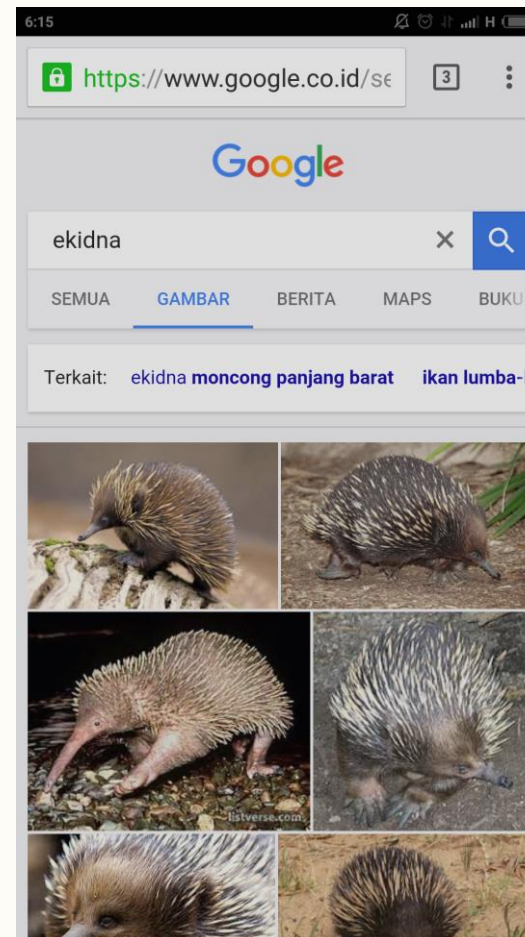 6:15
H
https://www.google.co.id/se
3
Google
ekidna
SEMUA GAMBAR BERITA MAPS BUKU
Terkait: ekidna moncong panjang barat ikan lumba-
listverse.com